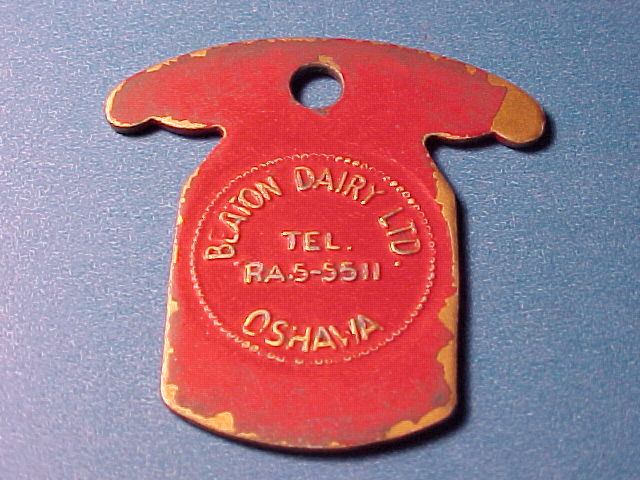 BEATON DAIRY LTD.
TEL.
RA.5-5511
OSHAWA